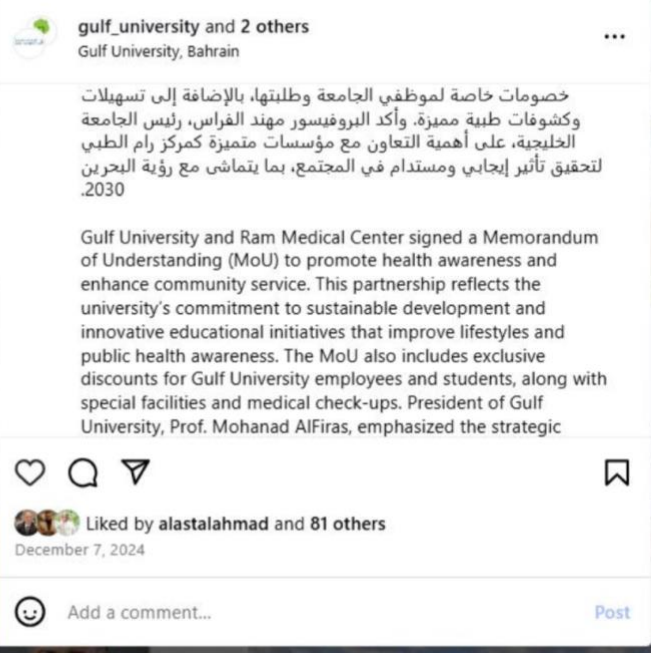 gulf_university and 2 others
Gulf University, Bahrain
خصومات خاصة لموظفي الجامعة وطلبتها، بالإضافة إلى تسهيلات
وكشوفات طبية مميزة. وأكد البروفيسور مهند الفراس، رئيس الجامعة
الخليجية، على أهمية التعاون مع مؤسسات متميزة كمركز رام الطبي
لتحقيق تأثير إيجابي ومستدام في المجتمع، بما يتماشى مع رؤية البحرين
2030.
Gulf University and Ram Medical Center signed a Memorandum
of Understanding (MoU) to promote health awareness and
enhance community service. This partnership reflects the
university's commitment to sustainable development and
innovative educational initiatives that improve lifestyles and
public health awareness. The MoU also includes exclusive
discounts for Gulf University employees and students, along with
special facilities and medical check-ups. President of Gulf
University, Prof. Mohanad AlFiras, emphasized the strategic
Liked by alastalahmad and 81 others
December 7, 2024
Add a comment...
Post